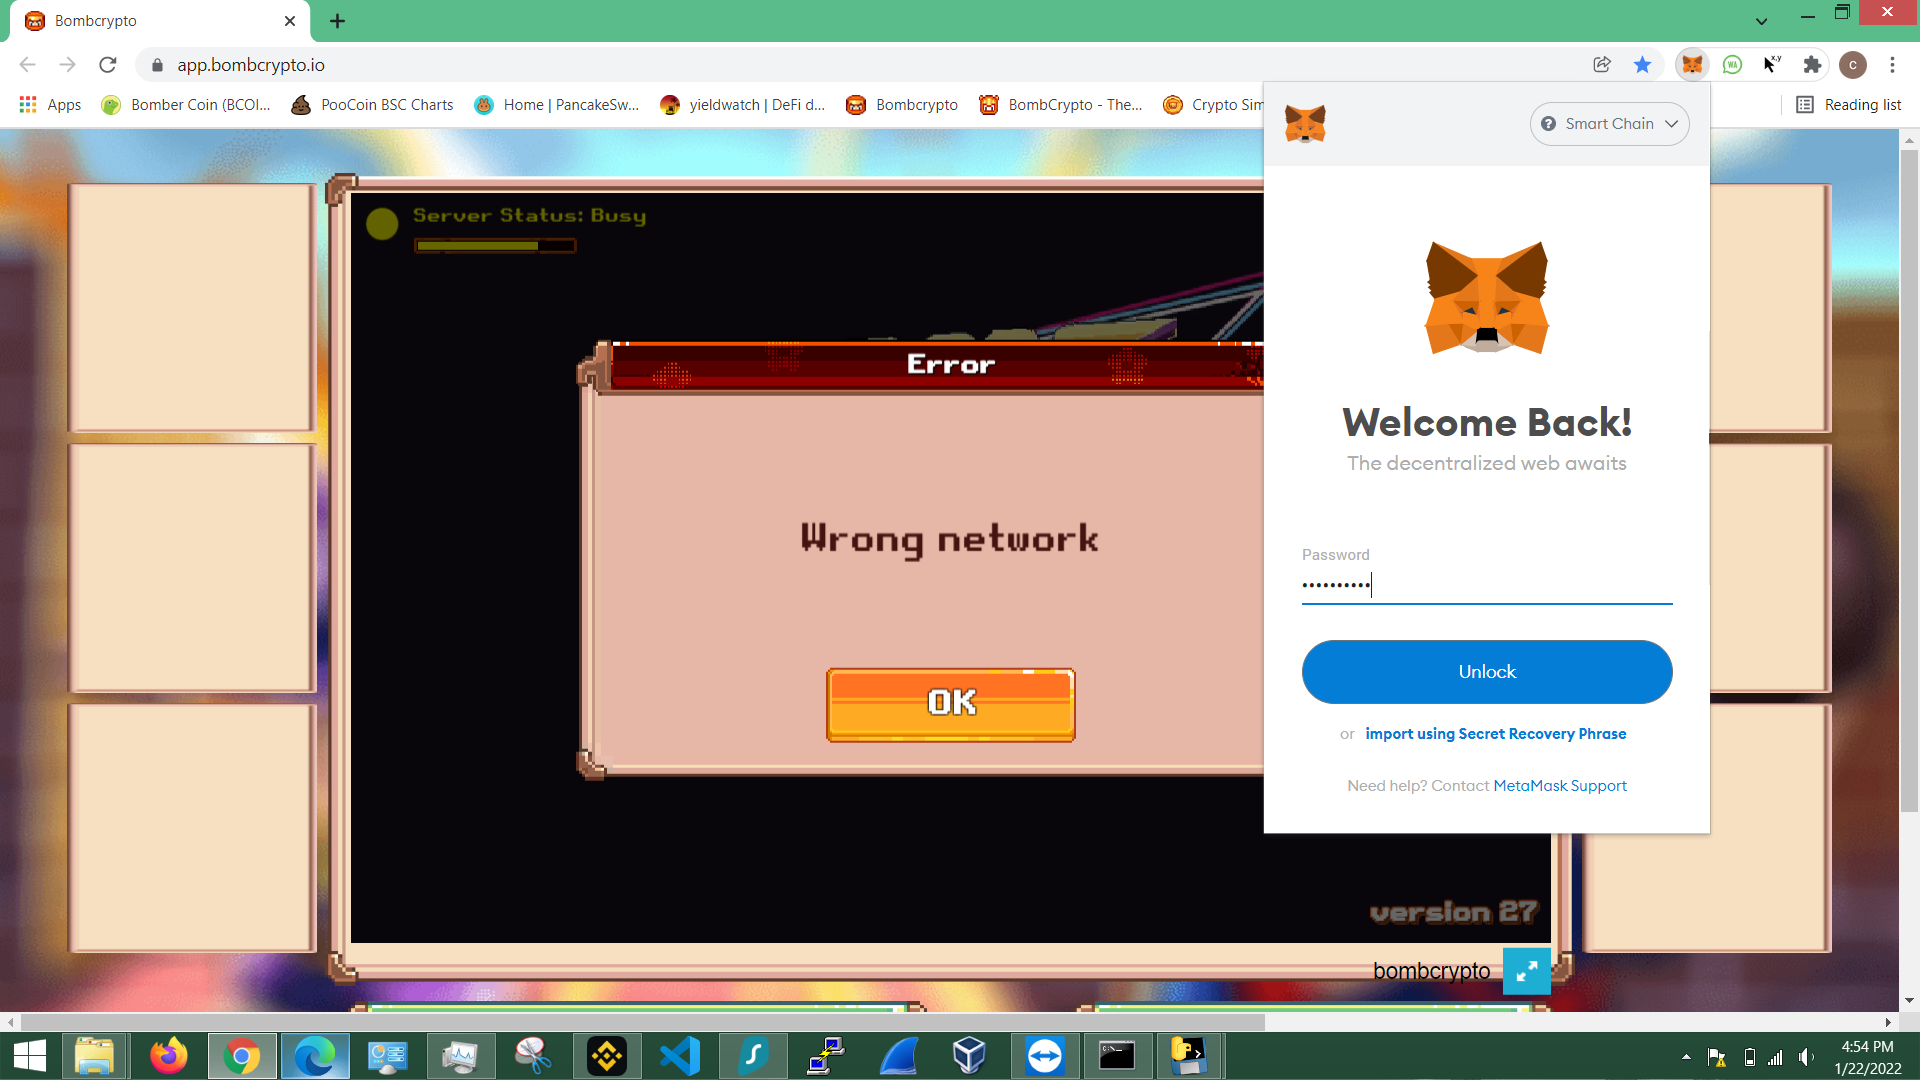 Bombcrypto
app.bombcrypto.io
WA
x,y
c
Apps
Bomber Coin (BCOI...
PooCoin BSC Charts
Home | PancakeSw...
yieldwatch | DeFi d...
Bombcrypto
BombCrypto - The...
Crypto Sim
Reading list
Smart Chain
Server Status: Busy
Error
Welcome Back!
The decentralized web awaits
Wrong network
Password
••••••••••
Unlock
OK
or import using Secret Recovery Phrase
Need help? Contact MetaMask Support
version 27
bombcrypto
4:54 PM
1/22/2022